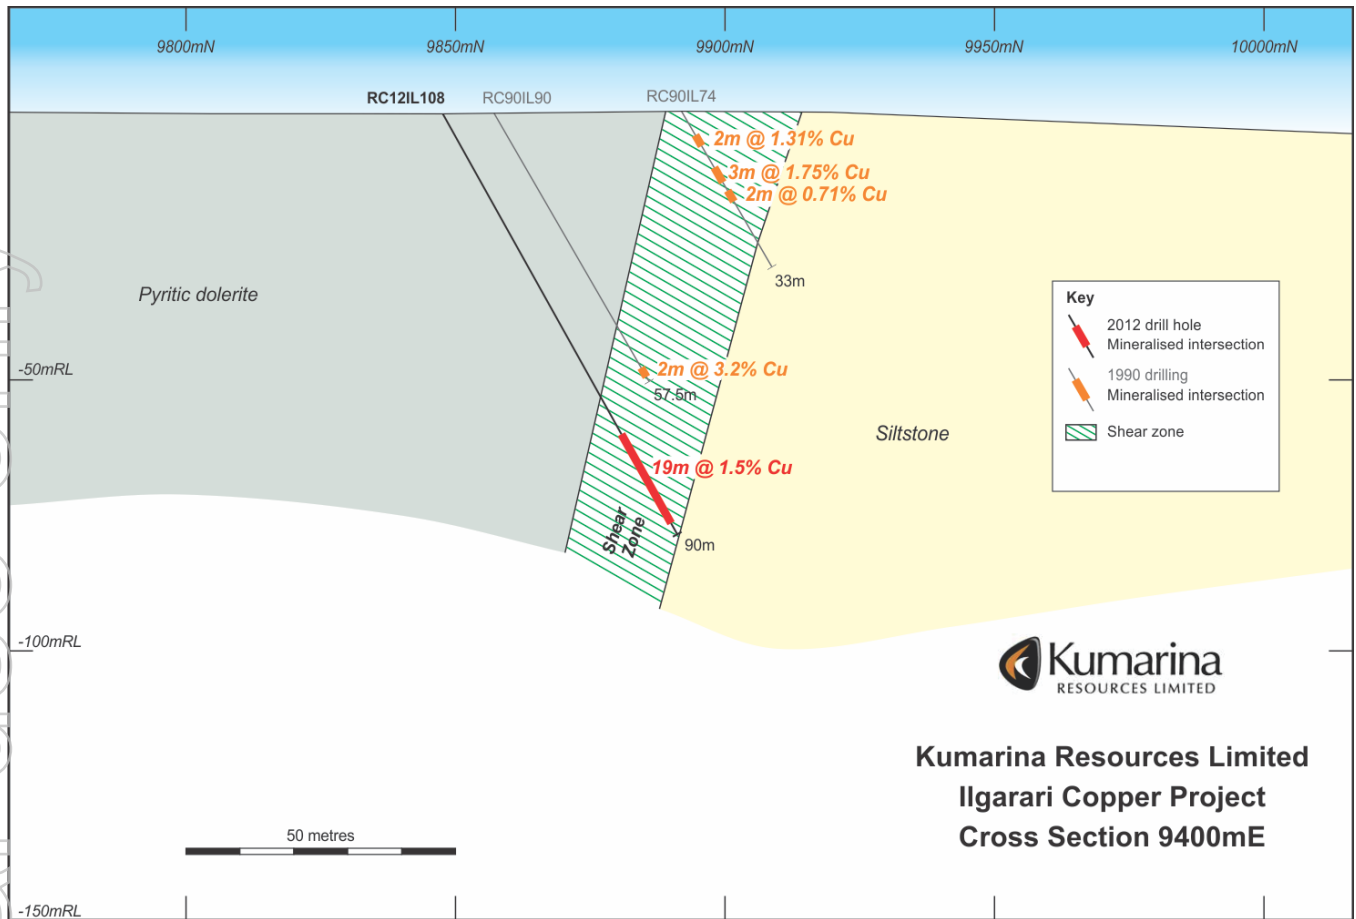 9800mN
9850mN
9900mN
9950mN
10000mN
RC12IL108
RC90IL90
RC90IL74
2m @ 1.31% Cu
3m @ 1.75% Cu
2m @ 0.71% Cu
33m
Pyritic dolerite
Key
2012 drill hole
Mineralised intersection
1990 drilling
Mineralised intersection
Shear zone
-50mRL
2m @ 3.2% Cu
57.5m
Siltstone
19m @ 1.5% Cu
Shear
Zone
90m
-100mRL
Kumarina
RESOURCES LIMITED
Kumarina Resources Limited
Ilgarari Copper Project
Cross Section 9400mE
50 metres
-150mRL